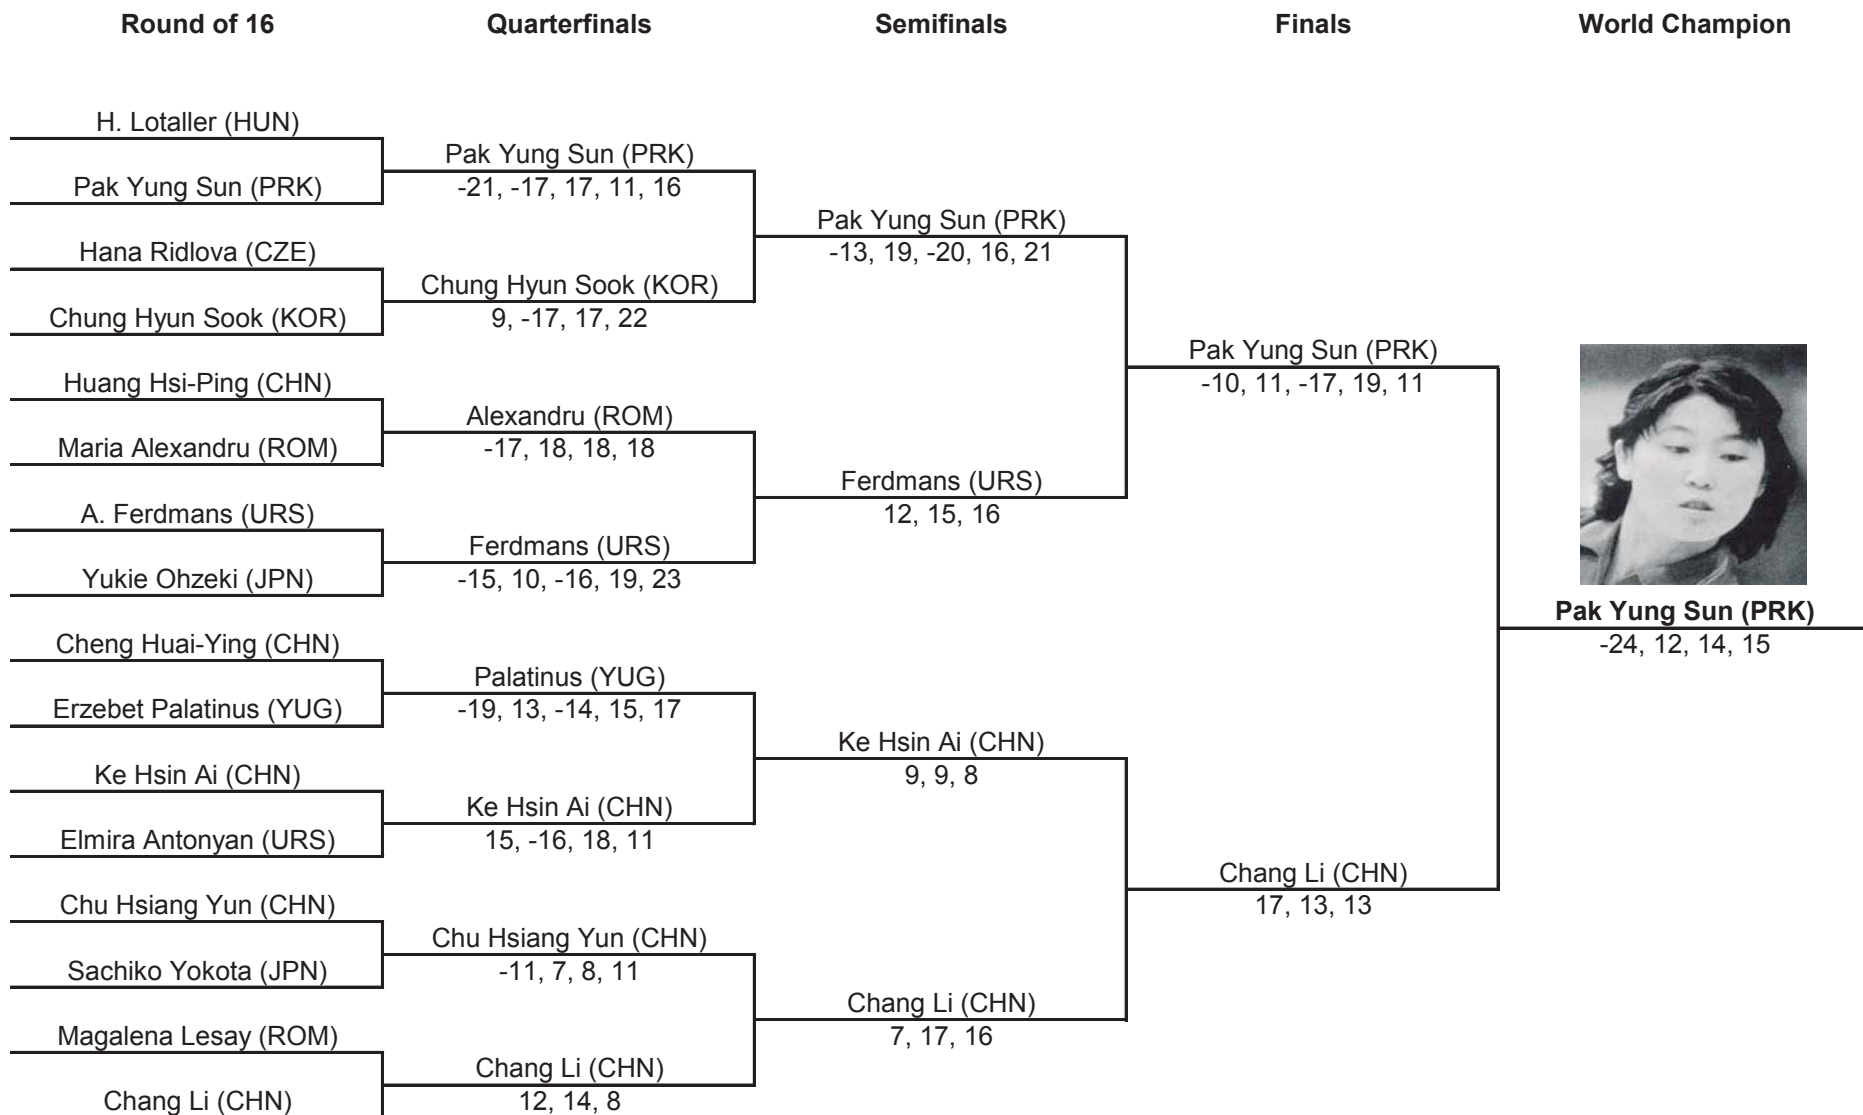 Round of 16
Quarterfinals
Semifinals
Finals
World Champion
H. Lotaller (HUN)
Pak Yung Sun (PRK)
Hana Ridlova (CZE)
Chung Hyun Sook (KOR)
Huang Hsi-Ping (CHN)
Maria Alexandru (ROM)
A. Ferdmans (URS)
Yukie Ohzeki (JPN)
Cheng Huai-Ying (CHN)
Erzebet Palatinus (YUG)
Ke Hsin Ai (CHN)
Elmira Antonyan (URS)
Chu Hsiang Yun (CHN)
Sachiko Yokota (JPN)
Magalena Lesay (ROM)
Chang Li (CHN)
Pak Yung Sun (PRK)
-21, -17, 17, 11, 16
Chung Hyun Sook (KOR)
9, -17, 17, 22
Alexandru (ROM)
-17, 18, 18, 18
Ferdmans (URS)
-15, 10, -16, 19, 23
Palatinus (YUG)
-19, 13, -14, 15, 17
Ke Hsin Ai (CHN)
15, -16, 18, 11
Chu Hsiang Yun (CHN)
-11, 7, 8, 11
Chang Li (CHN)
12, 14, 8
Pak Yung Sun (PRK)
-13, 19, -20, 16, 21
Ferdmans (URS)
12, 15, 16
Ke Hsin Ai (CHN)
9, 9, 8
Chang Li (CHN)
7, 17, 16
Pak Yung Sun (PRK)
-10, 11, -17, 19, 11
Chang Li (CHN)
17, 13, 13
Pak Yung Sun (PRK)
-24, 12, 14, 15